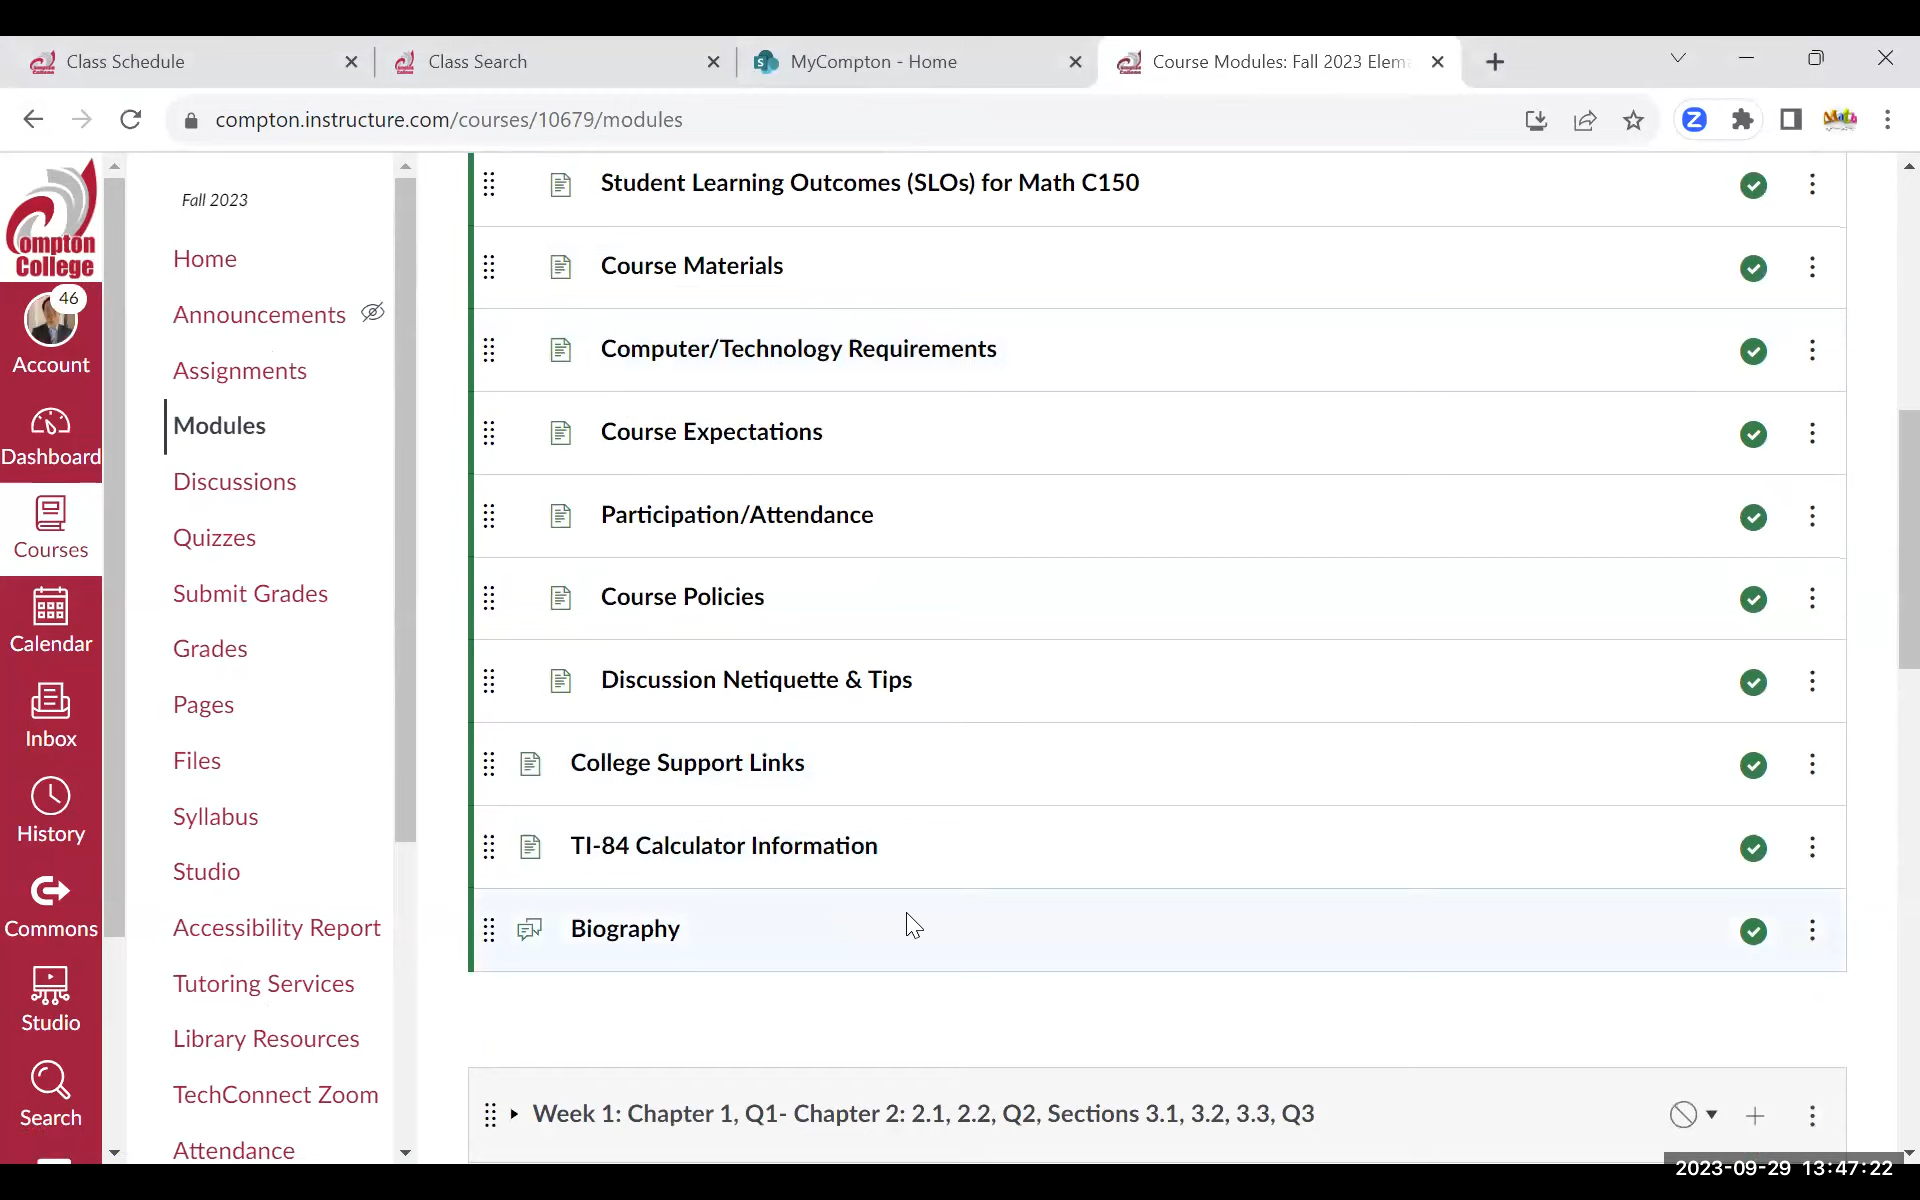 Class Schedule
Class Search
MyCompton - Home
Course Modules: Fall 2023 Elem
compton.instructure.com/courses/10679/modules
Compton
College
46
Account
Dashboard
Courses
Calendar
Inbox
History
Commons
Studio
Search
Fall 2023
Home
Announcements
Assignments
Modules
Discussions
Quizzes
Submit Grades
Grades
Pages
Files
Syllabus
Studio
Accessibility Report
Tutoring Services
Library Resources
TechConnect Zoom
Attendance
Student Learning Outcomes (SLOs) for Math C150
Course Materials
Computer/Technology Requirements
Course Expectations
Participation/Attendance
Course Policies
Discussion Netiquette & Tips
College Support Links
TI-84 Calculator Information
Biography
Week 1: Chapter 1, Q1- Chapter 2: 2.1, 2.2, Q2, Sections 3.1, 3.2, 3.3, Q3
2023-09-29 13:47:22